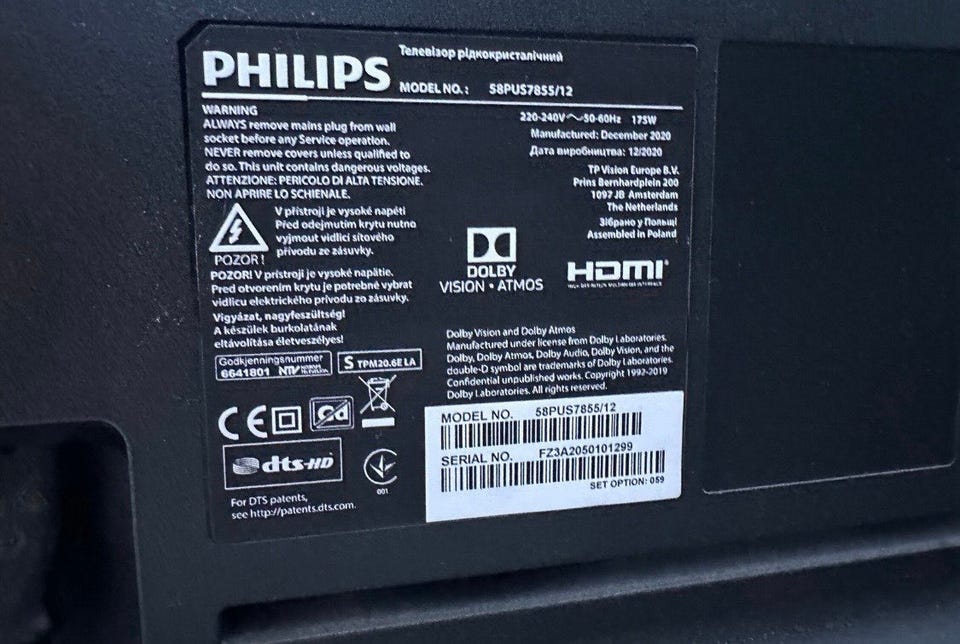 PHILIPS
Телевізор рідкокристалічний
MODEL NO. : 58PUS7855/12
220-240V~50-60Hz 175W
Manufactured: December 2020
Дата виробництва: 12/2020
TP Vision Europe B.V.
Prins Bernhardplein 200
1097 JB Amsterdam
The Netherlands
Зібрано у Польщі
Assembled in Poland
WARNING
ALWAYS remove mains plug from wall
socket before any Service operation.
NEVER remove covers unless qualified to
do so. This unit contains dangerous voltages.
ATTENZIONE: PERICOLO DI ALTA TENSIONE.
NON APRIRE LO SCHIENALE.
V přístroji je vysoké napětí
Před odejmutím krytu nutno
vyjmout vidlici síťového
přívodu ze zásuvky.
POZOR !
POZOR! V prístroji je vysoké napätie.
Pred otvorením krytu je potrebné vybrat
vidlicu elektrického prívodu zo zásuvky.
Vigyázat, nagyfeszültség!
A készülek burkolatának
eltávolítása életveszélyes!
DOLBY
VISION • ATMOS
HDMI
HIGH-DEFINITION MULTIMEDIA INTERFACE
Godkjenningsnummer
6641801 NTV NORSK TELEVISJON
S TPM20.6E LA
Dolby Vision and Dolby Atmos
Manufactured under license from Dolby Laboratories.
Dolby, Dolby Atmos, Dolby Audio, Dolby Vision, and the
double-D symbol are trademarks of Dolby Laboratories.
Confidential unpublished works. Copyright 1992-2019
Dolby Laboratories. All rights reserved.
CE
Cd
dts-HD
001
For DTS patents,
see http://patents.dts.com.
MODEL NO. 58PUS7855/12
SERIAL NO. FZ3A2050101299
SET OPTION: 059